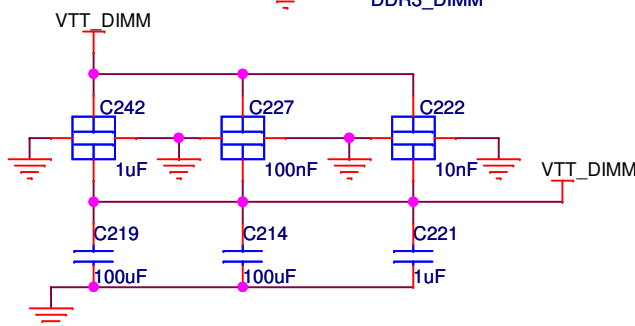 DDR3_DIMM
VTT_DIMM
C242 C227 C222
1uF 100nF 10nF
VTT_DIMM
C219 C214 C221
100uF 100uF 1uF